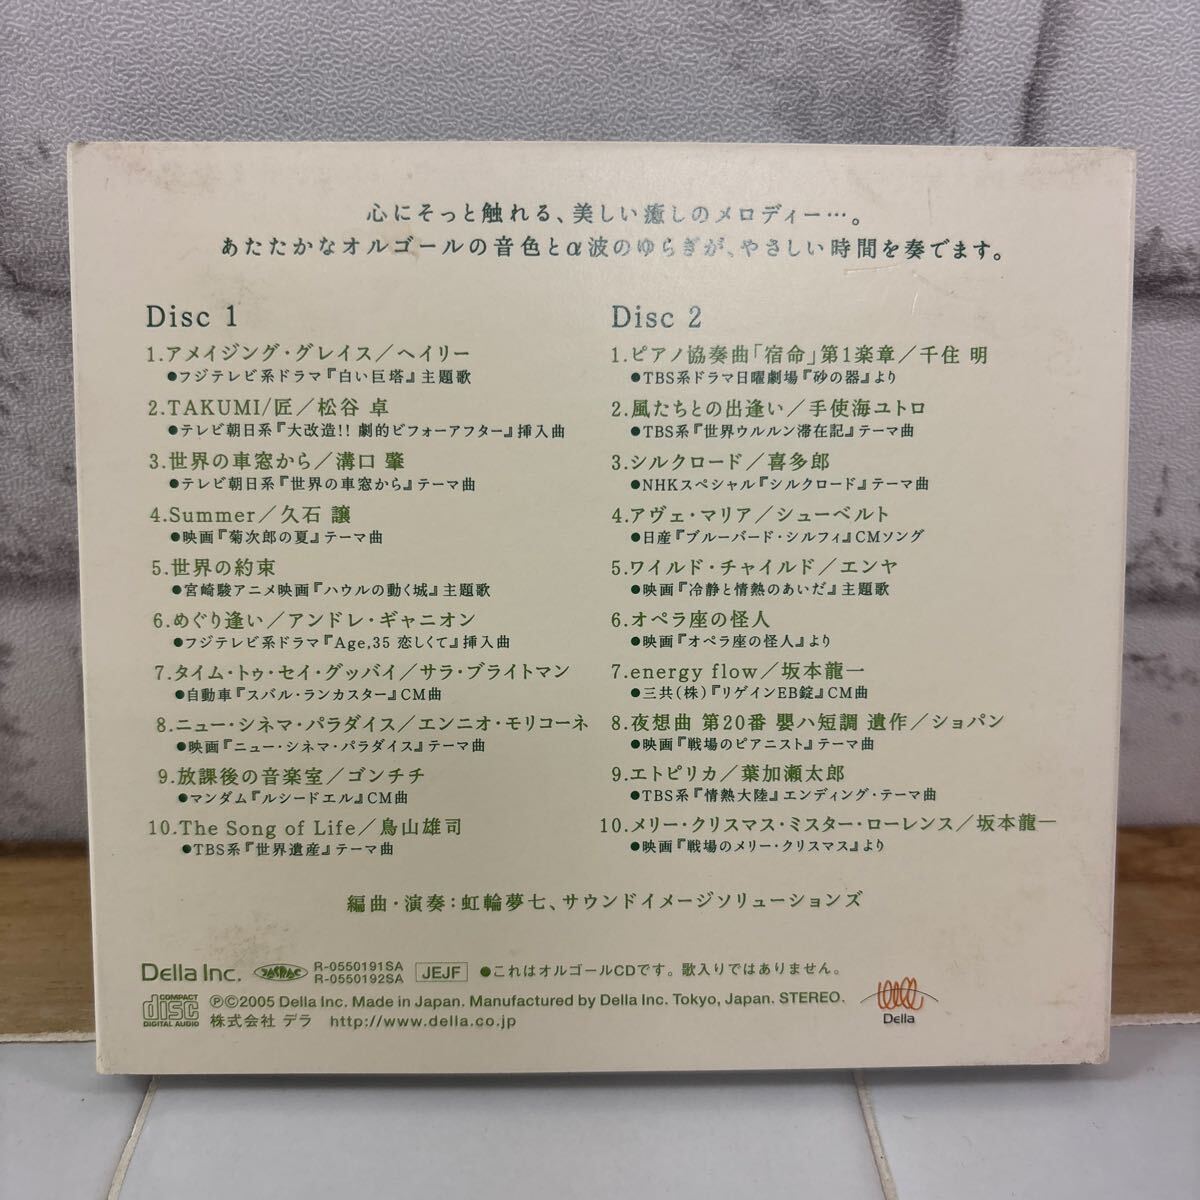 心にそっと触れる、美しい癒しのメロディー…。
あたたかなオルゴールの音色とα波のゆらぎが、やさしい時間を奏でます。
Disc 1
1.アメイジング・グレイス／ヘイリー
●フジテレビ系ドラマ『白い巨塔』主題歌
2.TAKUMI/匠／松谷 卓
●テレビ朝日系『大改造!! 劇的ビフォーアフター』挿入曲
3.世界の車窓から／溝口 肇
●テレビ朝日系『世界の車窓から』テーマ曲
4.Summer／久石 譲
●映画『菊次郎の夏』テーマ曲
5.世界の約束
●宮崎駿アニメ映画『ハウルの動く城』主題歌
6.めぐり逢い／アンドレ・ギャニオン
●フジテレビ系ドラマ『Age,35 恋しくて』挿入曲
7.タイム・トゥ・セイ・グッバイ／サラ・ブライトマン
●自動車『スバル・ランカスター』CM曲
8.ニュー・シネマ・パラダイス／エンニオ・モリコーネ
●映画『ニュー・シネマ・パラダイス』テーマ曲
9.放課後の音楽室／ゴンチチ
●マンダム『ルシードエル』CM曲
10.The Song of Life／鳥山雄司
●TBS系『世界遺産』テーマ曲
Disc 2
1.ピアノ協奏曲「宿命」第1楽章／千住 明
●TBS系ドラマ日曜劇場『砂の器』より
2.風たちとの出逢い／手使海ユトロ
●TBS系『世界ウルルン滞在記』テーマ曲
3.シルクロード／喜多郎
●NHKスペシャル『シルクロード』テーマ曲
4.アヴェ・マリア／シューベルト
●日産『ブルーバード・シルフィ』CMソング
5.ワイルド・チャイルド／エンヤ
●映画『冷静と情熱のあいだ』主題歌
6.オペラ座の怪人
●映画『オペラ座の怪人』より
7.energy flow／坂本龍一
●三共(株)『リゲインEB錠』CM曲
8.夜想曲 第20番 嬰ハ短調 遺作／ショパン
●映画『戦場のピアニスト』テーマ曲
9.エトピリカ／葉加瀬太郎
●TBS系『情熱大陸』エンディング・テーマ曲
10.メリー・クリスマス・ミスター・ローレンス／坂本龍一
●映画『戦場のメリー・クリスマス』より
編曲・演奏：虹輪夢七、サウンドイメージソリューションズ
Della Inc. JASRAC R-0550191SA
R-0550192SA JEJF ●これはオルゴールCDです。歌入りではありません。
COMPACT disc DIGITAL AUDIO ℗©2005 Della Inc. Made in Japan. Manufactured by Della Inc. Tokyo, Japan. STEREO.
株式会社 デラ http://www.della.co.jp
Della